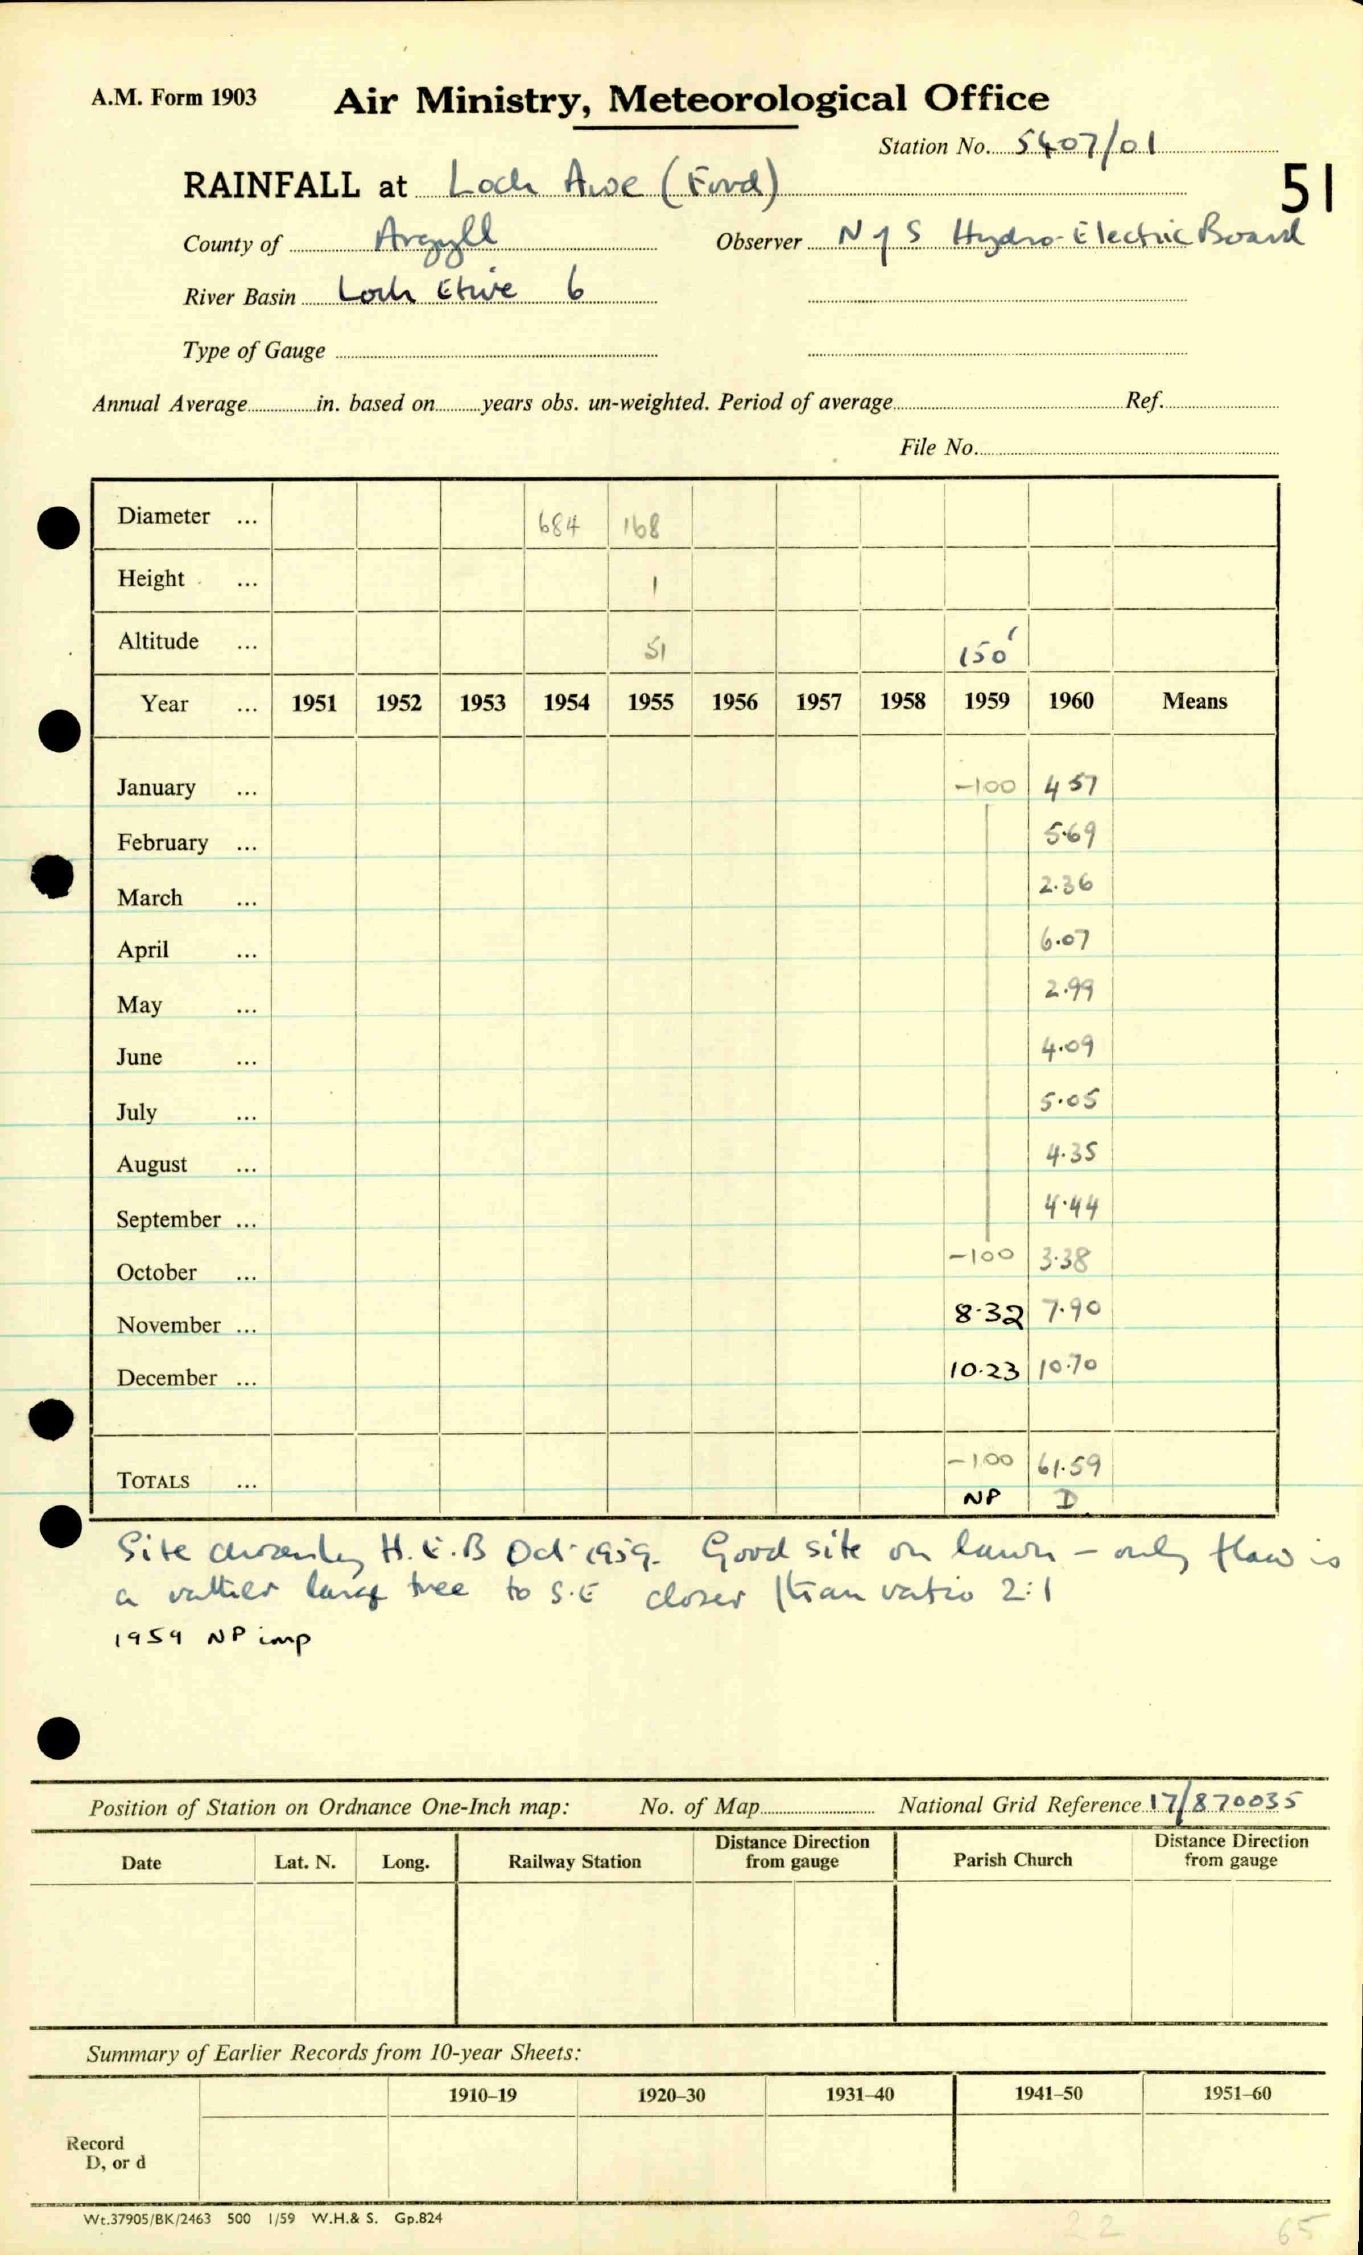 A.M. Form 1903
Air Ministry, Meteorological Office
Station No. 5407/01
RAINFALL at Loch Awe (Ford)
51
County of Argyll
Observer N of S Hydro-Electric Board
River Basin Loch Etive 6
Type of Gauge
Annual Average in. based on years obs. un-weighted. Period of average Ref.
File No.
Diameter ... 684 168
Height ... 1
Altitude ... 51 150'
Year ... 1951 1952 1953 1954 1955 1956 1957 1958 1959 1960 Means
January ... -100 4 57
February ... 5.69
March ... 2.36
April ... 6.07
May ... 2.99
June ... 4.09
July ... 5.05
August ... 4.35
September ... 4.44
October ... -100 3.38
November ... 8.32 7.90
December ... 10.23 10.70
TOTALS ... -100 61.59
NP D
Site chosen by H.E.B Oct 1959. Good site on lawn - only flaw is
a rather large tree to S.E closer than ratio 2:1
1959 NP imp
Position of Station on Ordnance One-Inch map: No. of Map National Grid Reference 17/870035
Date Lat. N. Long. Railway Station Distance Direction from gauge Parish Church Distance Direction from gauge
Summary of Earlier Records from 10-year Sheets:
1910–19 1920–30 1931–40 1941–50 1951–60
Record
D, or d
Wt.37905/BK/2463 500 1/59 W.H.& S. Gp.824
22 65